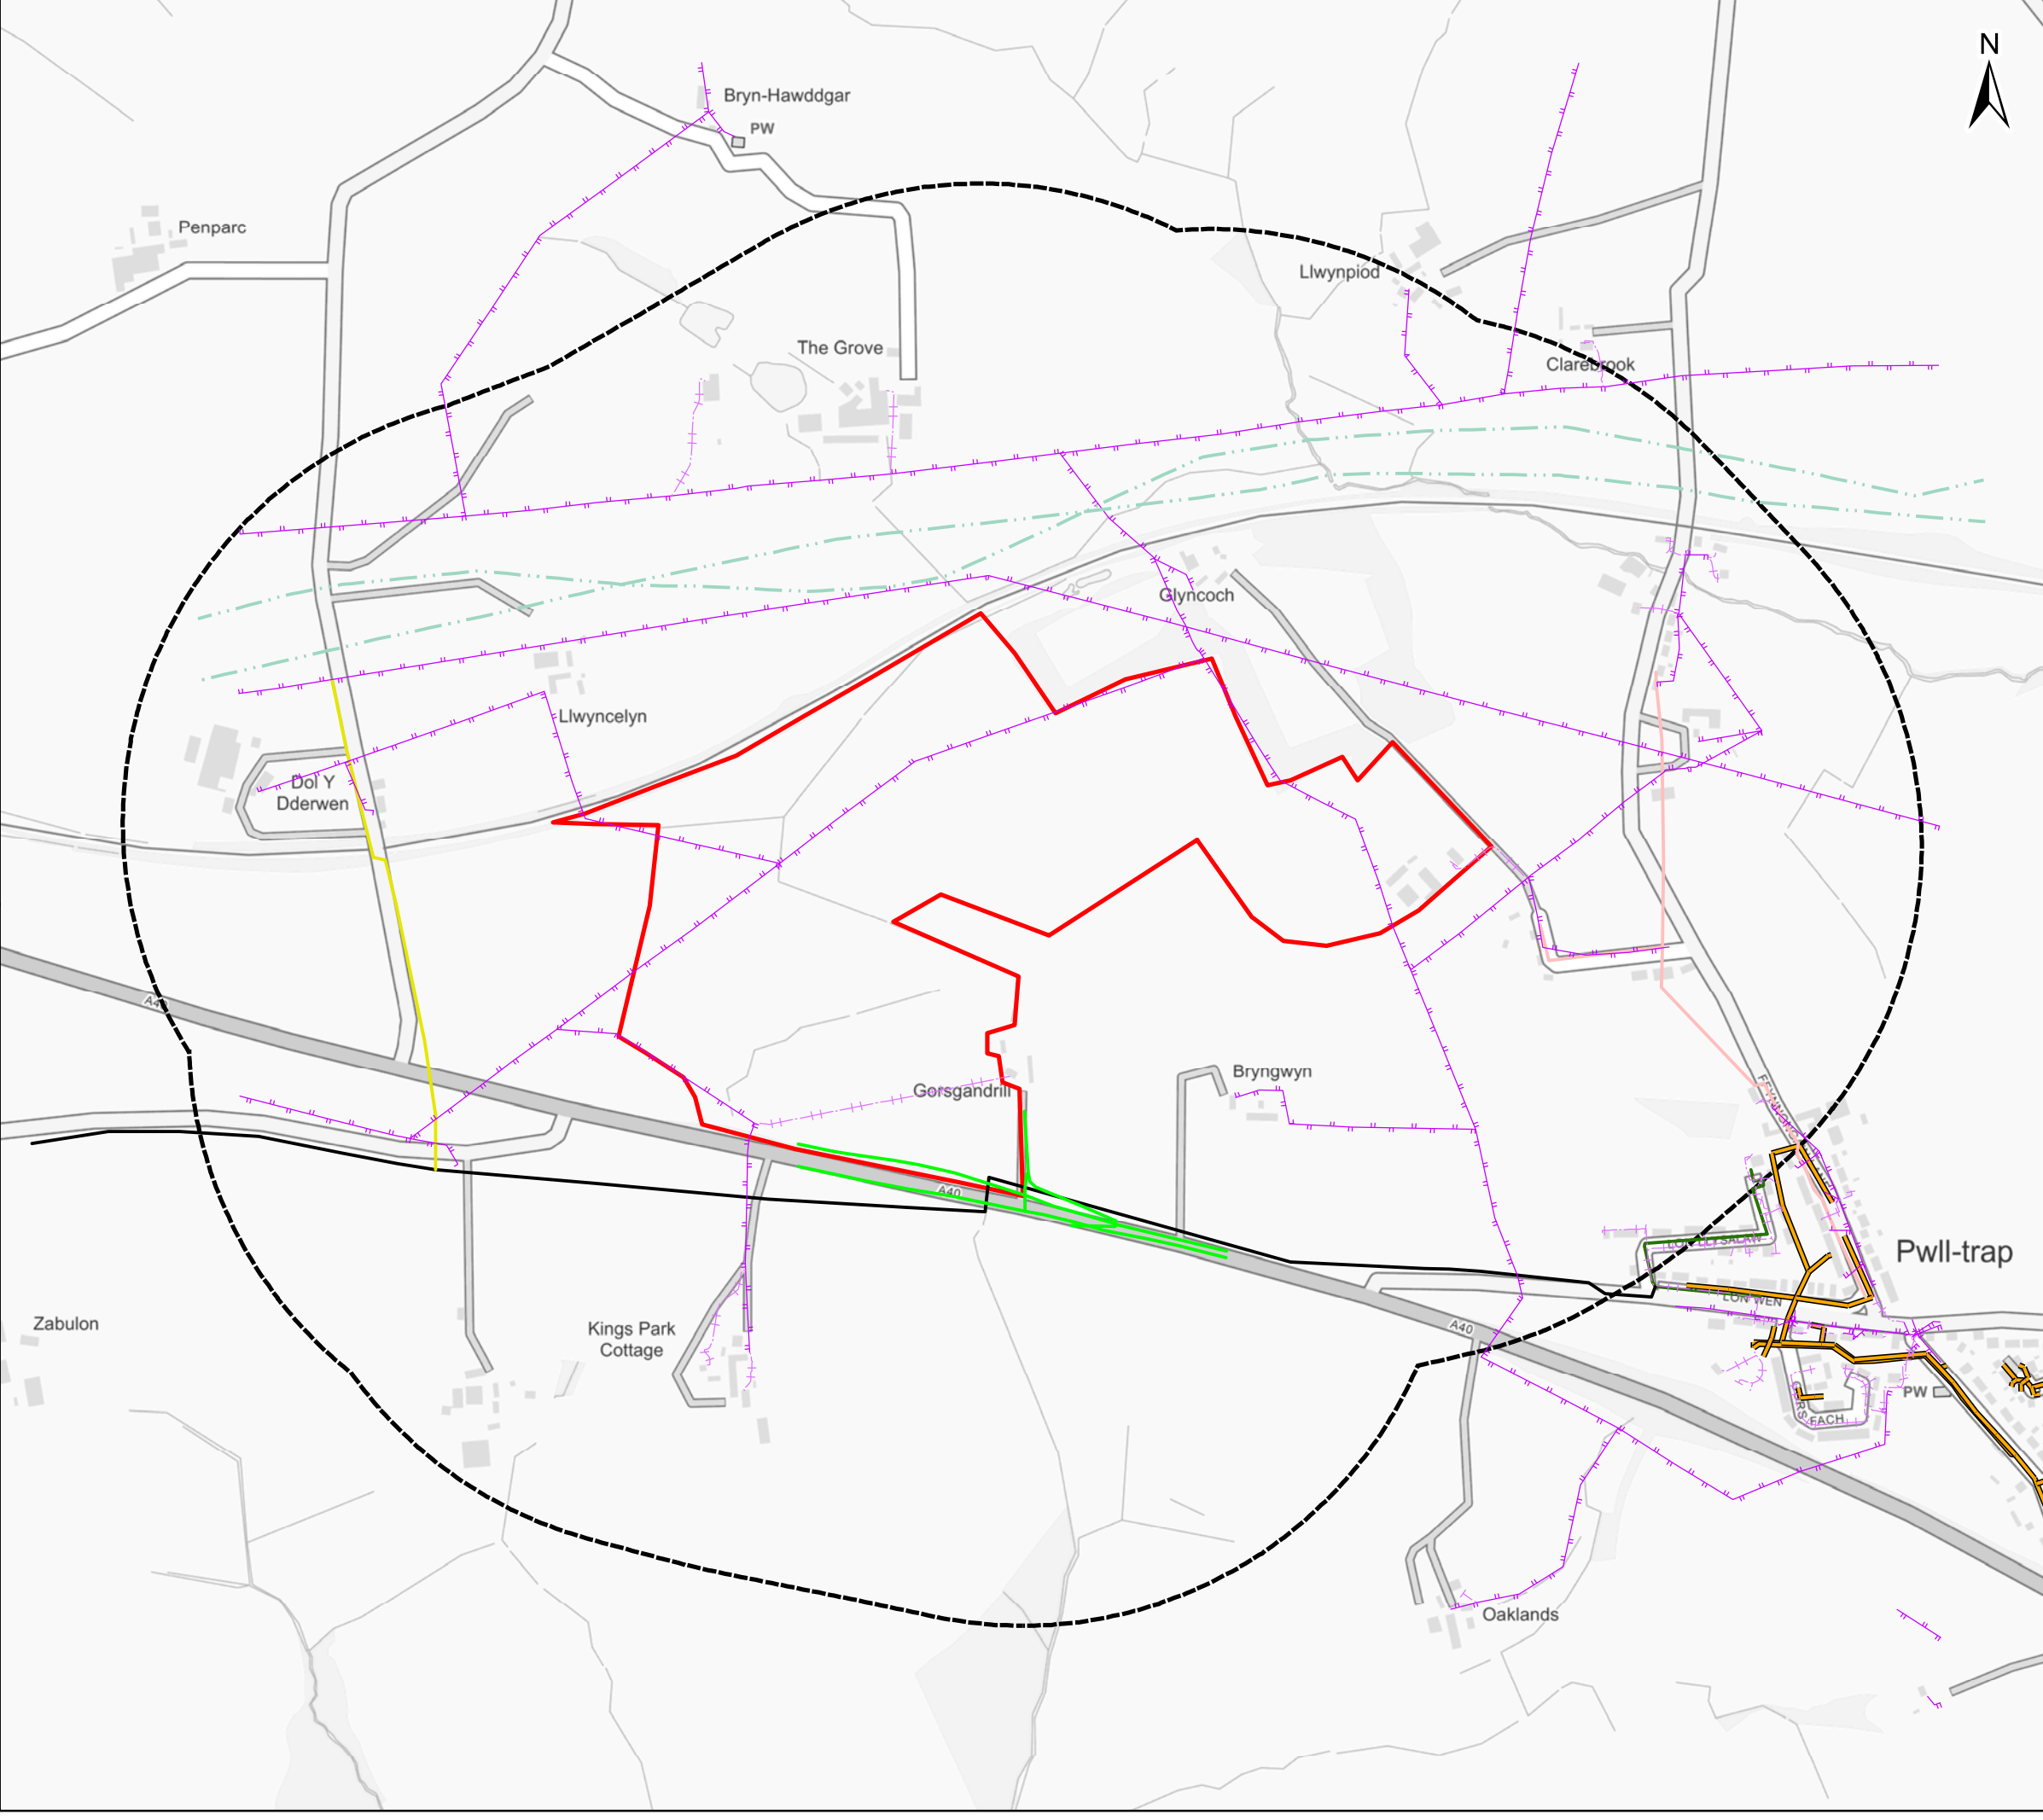 N
Bryn-Hawddgar
PW
Penparc
Llwynpiod
The Grove
Clarebrook
Glyncoch
Llwyncelyn
Dol Y
Dderwen
Bryngwyn
Gorsgandrill
A40
Pwll-trap
LON WEN
Zabulon
Kings Park
Cottage
A40
PW
FACH
Oaklands